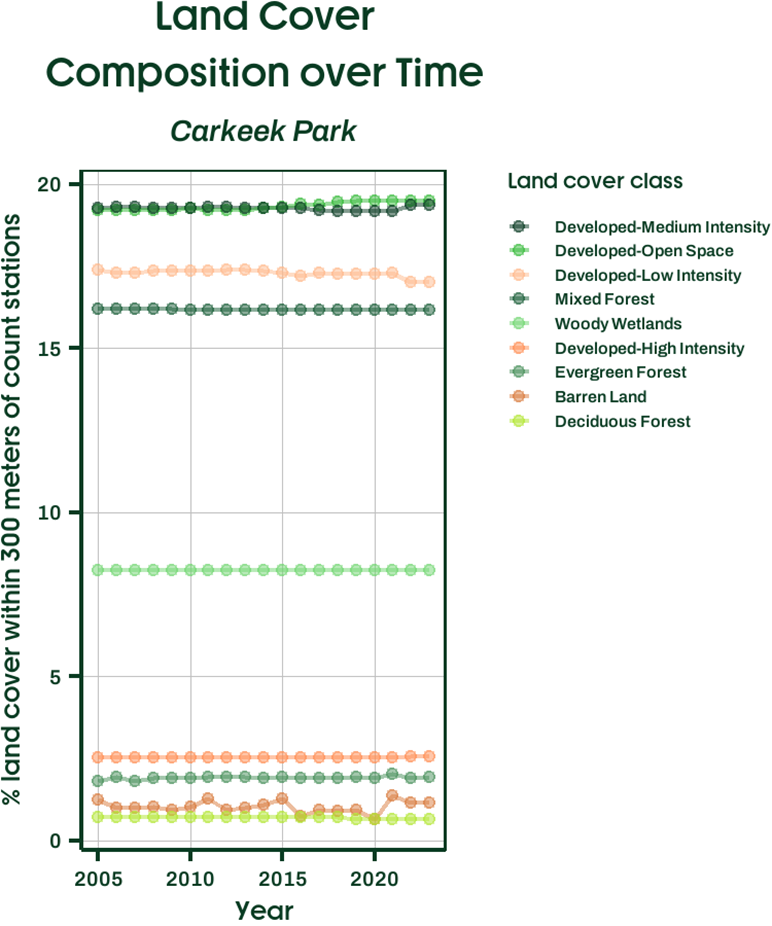 Land Cover
Composition over Time
Carkeek Park
% land cover within 300 meters of count stations
20
15
10
5
0
2005 2010 2015 2020
Year
Land cover class
Developed-Medium Intensity
Developed-Open Space
Developed-Low Intensity
Mixed Forest
Woody Wetlands
Developed-High Intensity
Evergreen Forest
Barren Land
Deciduous Forest